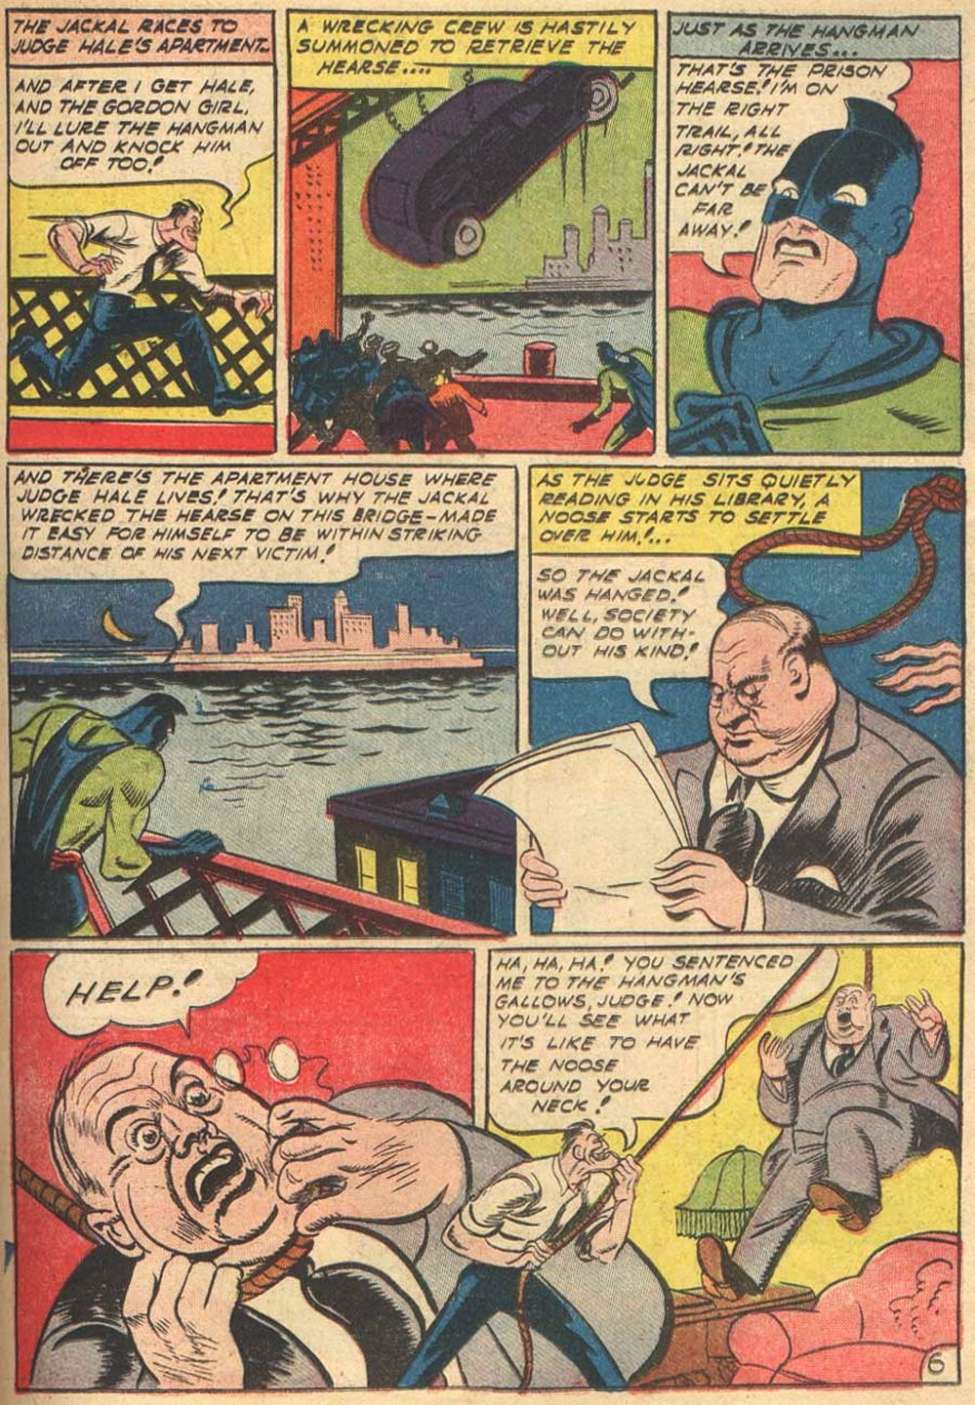 THE JACKAL RACES TO
JUDGE HALE'S APARTMENT...
AND AFTER I GET HALE,
AND THE GORDON GIRL,
I'LL LURE THE HANGMAN
OUT AND KNOCK HIM
OFF TOO!
A WRECKING CREW IS HASTILY
SUMMONED TO RETRIEVE THE
HEARSE....
JUST AS THE HANGMAN
ARRIVES...
THAT'S THE PRISON
HEARSE! I'M ON
THE RIGHT
TRAIL, ALL
RIGHT! THE
JACKAL
CAN'T BE
FAR
AWAY!
AND THERE'S THE APARTMENT HOUSE WHERE
JUDGE HALE LIVES! THAT'S WHY THE JACKAL
WRECKED THE HEARSE ON THIS BRIDGE-MADE
IT EASY FOR HIMSELF TO BE WITHIN STRIKING
DISTANCE OF HIS NEXT VICTIM!
AS THE JUDGE SITS QUIETLY
READING IN HIS LIBRARY, A
NOOSE STARTS TO SETTLE
OVER HIM!...
SO THE JACKAL
WAS HANGED!
WELL, SOCIETY
CAN DO WITH-
OUT HIS KIND!
HELP!
HA, HA, HA! YOU SENTENCED
ME TO THE HANGMAN'S
GALLOWS, JUDGE! NOW
YOU'LL SEE WHAT
IT'S LIKE TO HAVE
THE NOOSE
AROUND YOUR
NECK!
6